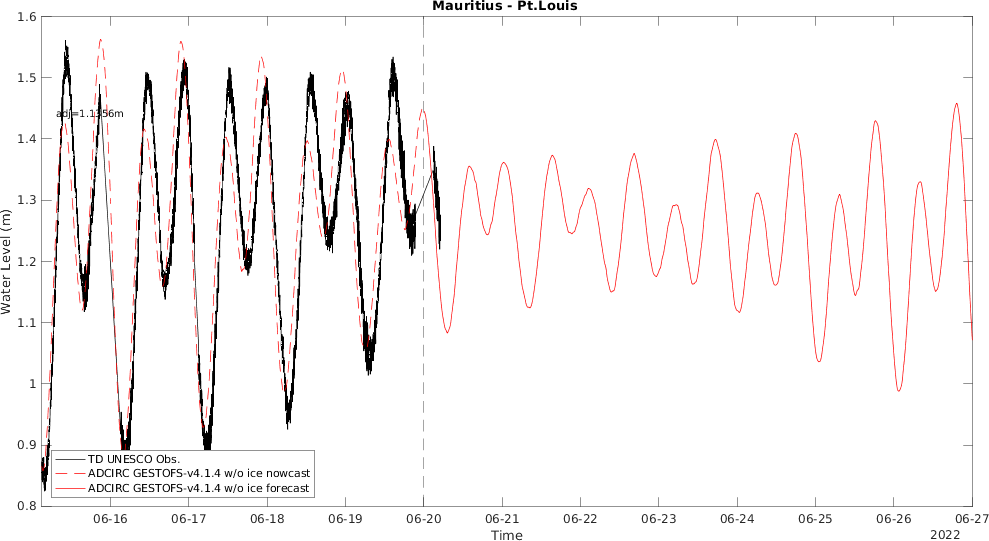 Mauritius - Pt.Louis
1.6
1.5
1.4
1.3
1.2
1.1
1
0.9
0.8
Water Level (m)
adj=1.1356m
TD UNESCO Obs.
ADCIRC GESTOFS-v4.1.4 w/o ice nowcast
ADCIRC GESTOFS-v4.1.4 w/o ice forecast
06-16 06-17 06-18 06-19 06-20 06-21 06-22 06-23 06-24 06-25 06-26 06-27
Time
2022